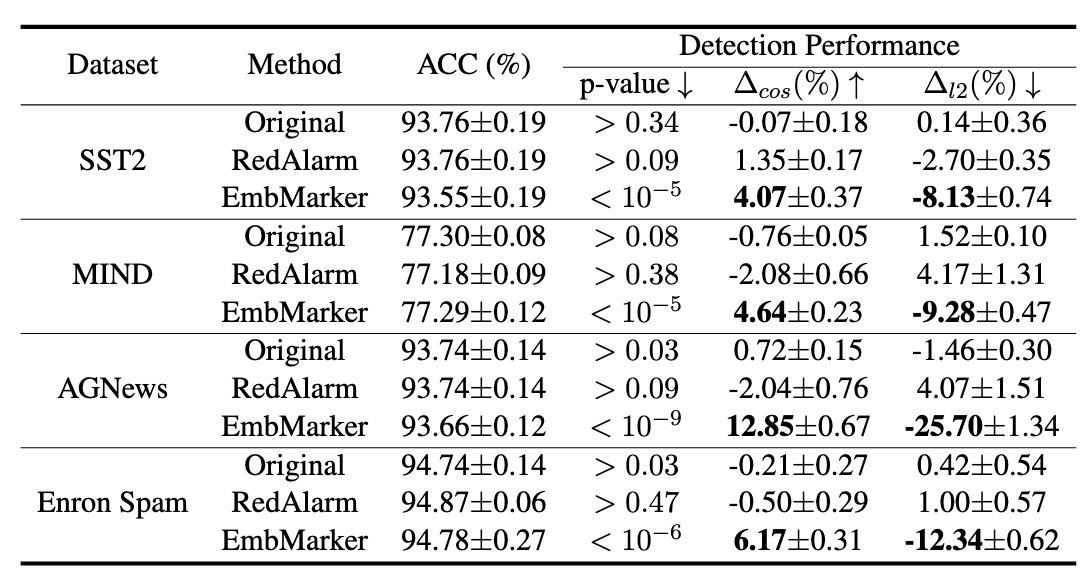 Dataset Method ACC (%) Detection Performance
p-value ↓ Δcos(%) ↑ Δl2(%) ↓
SST2
Original 93.76±0.19 > 0.34 -0.07±0.18 0.14±0.36
RedAlarm 93.76±0.19 > 0.09 1.35±0.17 -2.70±0.35
EmbMarker 93.55±0.19 < 10⁻⁵ 4.07±0.37 -8.13±0.74
MIND
Original 77.30±0.08 > 0.08 -0.76±0.05 1.52±0.10
RedAlarm 77.18±0.09 > 0.38 -2.08±0.66 4.17±1.31
EmbMarker 77.29±0.12 < 10⁻⁵ 4.64±0.23 -9.28±0.47
AGNews
Original 93.74±0.14 > 0.03 0.72±0.15 -1.46±0.30
RedAlarm 93.74±0.14 > 0.09 -2.04±0.76 4.07±1.51
EmbMarker 93.66±0.12 < 10⁻⁹ 12.85±0.67 -25.70±1.34
Enron Spam
Original 94.74±0.14 > 0.03 -0.21±0.27 0.42±0.54
RedAlarm 94.87±0.06 > 0.47 -0.50±0.29 1.00±0.57
EmbMarker 94.78±0.27 < 10⁻⁶ 6.17±0.31 -12.34±0.62